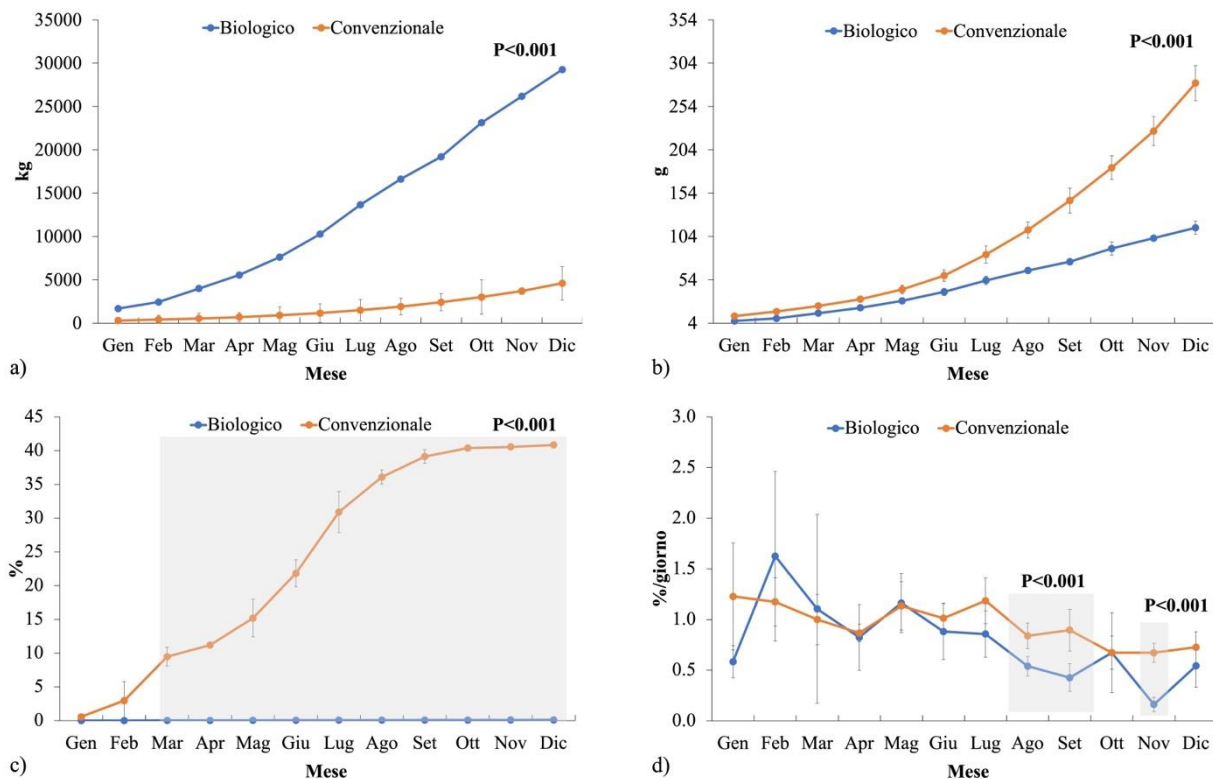 35000
30000
25000
20000
15000
10000
5000
0
kg
Biologico Convenzionale
P<0.001
Gen Feb Mar Apr Mag Giu Lug Ago Set Ott Nov Dic
Mese
a)
354
304
254
204
154
104
54
4
g
Biologico Convenzionale
P<0.001
Gen Feb Mar Apr Mag Giu Lug Ago Set Ott Nov Dic
Mese
b)
45
40
35
30
25
20
15
10
5
0
%
Biologico Convenzionale
P<0.001
Gen Feb Mar Apr Mag Giu Lug Ago Set Ott Nov Dic
Mese
c)
3.0
2.5
2.0
1.5
1.0
0.5
0.0
%/giorno
Biologico Convenzionale
P<0.001
P<0.001
Gen Feb Mar Apr Mag Giu Lug Ago Set Ott Nov Dic
Mese
d)